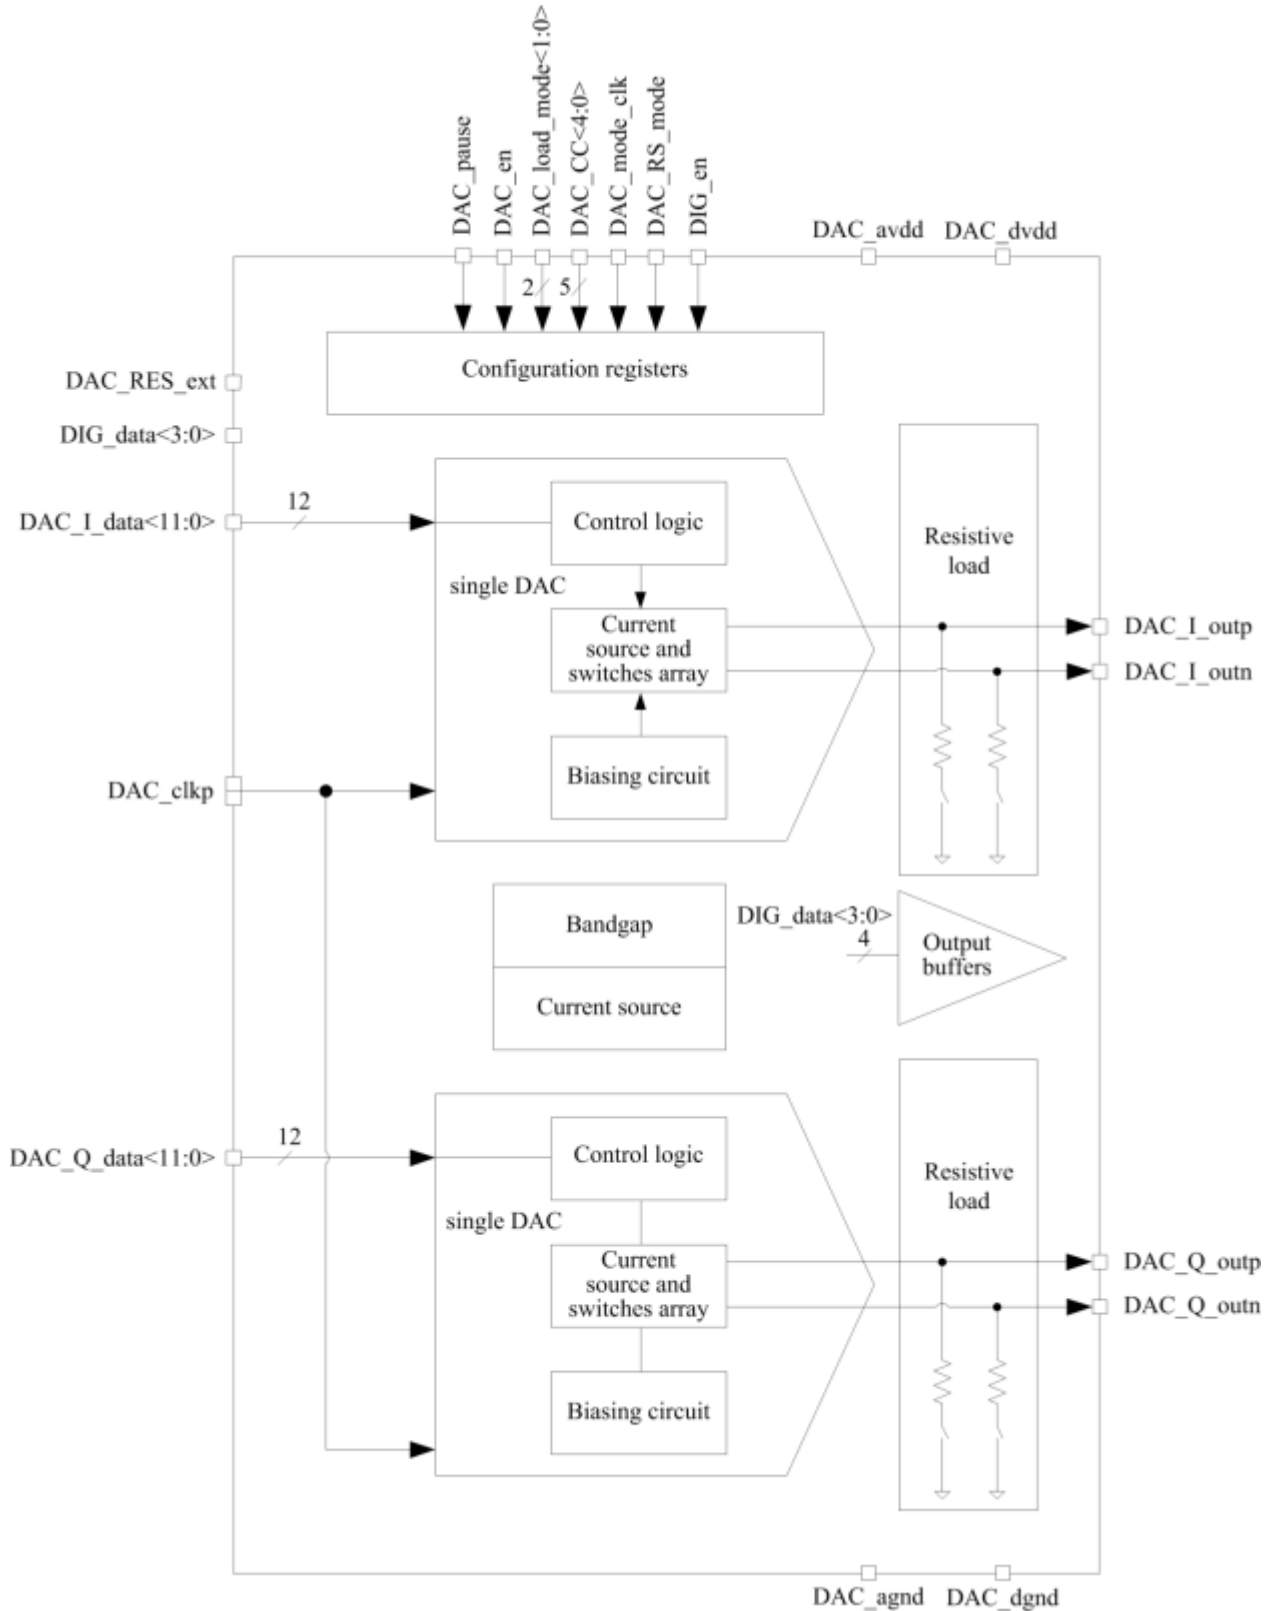 DAC_pause
DAC_en
DAC_load_mode<1:0>
DAC_CC<4:0>
DAC_mode_clk
DAC_RS_mode
DIG_en
DAC_avdd
DAC_dvdd
2
5
Configuration registers
DAC_RES_ext
DIG_data<3:0>
DAC_I_data<11:0>
12
Control logic
single DAC
Current
source and
switches array
Biasing circuit
Resistive
load
DAC_I_outp
DAC_I_outn
DAC_clkp
Bandgap
Current source
DIG_data<3:0>
4
Output
buffers
DAC_Q_data<11:0>
12
Control logic
single DAC
Current
source and
switches array
Biasing circuit
Resistive
load
DAC_Q_outp
DAC_Q_outn
DAC_agnd
DAC_dgnd